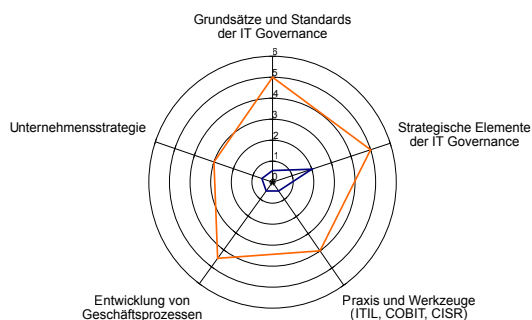 Grundsätze und Standards
der IT Governance
6
5
4
3
2
1
0
Unternehmensstrategie
Strategische Elemente
der IT Governance
Entwicklung von
Geschäftsprozessen
Praxis und Werkzeuge
(ITIL, COBIT, CISR)